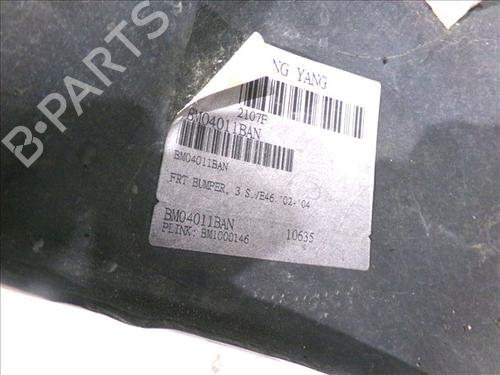 NG YANG
2107F
BM04011BAN
BM04011BAN
FRT BUMPER, 3 S./E46 '02-'04
BM04011BAN 10635
PLINK: BM1000146
B-PARTS